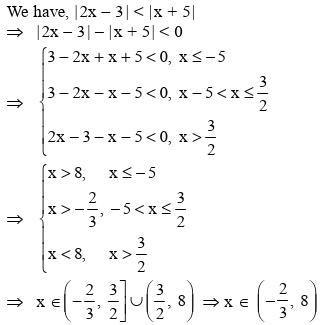 We have, |2x − 3| < |x + 5|
⇒ |2x − 3| − |x + 5| < 0
⇒ { 3 − 2x + x + 5 < 0, x ≤ −5
3 − 2x − x − 5 < 0, x − 5 < x ≤ 3/2
2x − 3 − x − 5 < 0, x > 3/2
⇒ { x > 8, x ≤ −5
x > −2/3, −5 < x ≤ 3/2
x < 8, x > 3/2
⇒ x ∈ (−2/3, 3/2] ∪ (3/2, 8) ⇒ x ∈ (−2/3, 8)